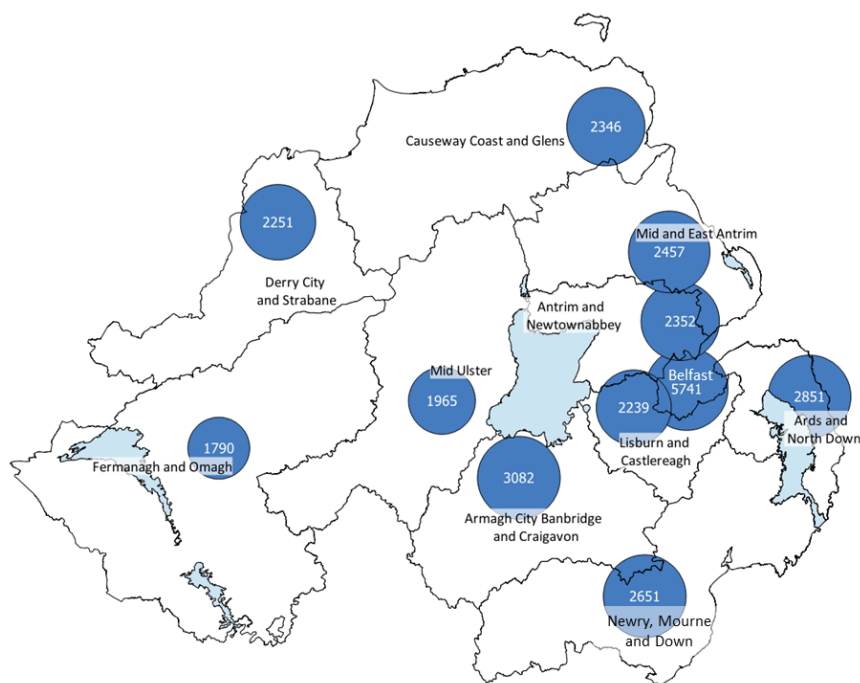 2346
Causeway Coast and Glens
2251
Derry City
and Strabane
Mid and East Antrim
2457
Antrim and
Newtownabbey
2352
Mid Ulster
1965
Belfast
5741
2239
Lisburn and
Castlereagh
2851
Ards and
North Down
1790
Fermanagh and Omagh
3082
Armagh City Banbridge
and Craigavon
2651
Newry, Mourne
and Down